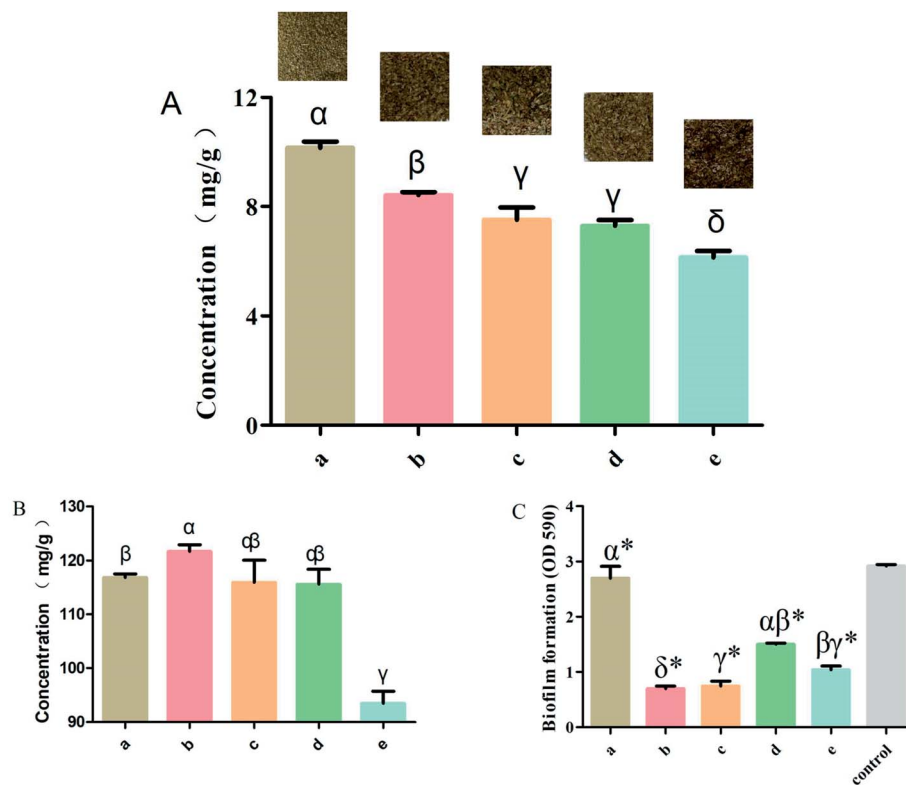 A
Concentration （mg/g）
12
8
4
0
α
β
γ
γ
δ
a
b
c
d
e
B
Concentration （mg/g）
130
120
110
100
90
β
α
αβ
αβ
γ
a
b
c
d
e
C
Biofilm formation (OD 590)
4
3
2
1
0
α*
δ*
γ*
αβ*
βγ*
a
b
c
d
e
control